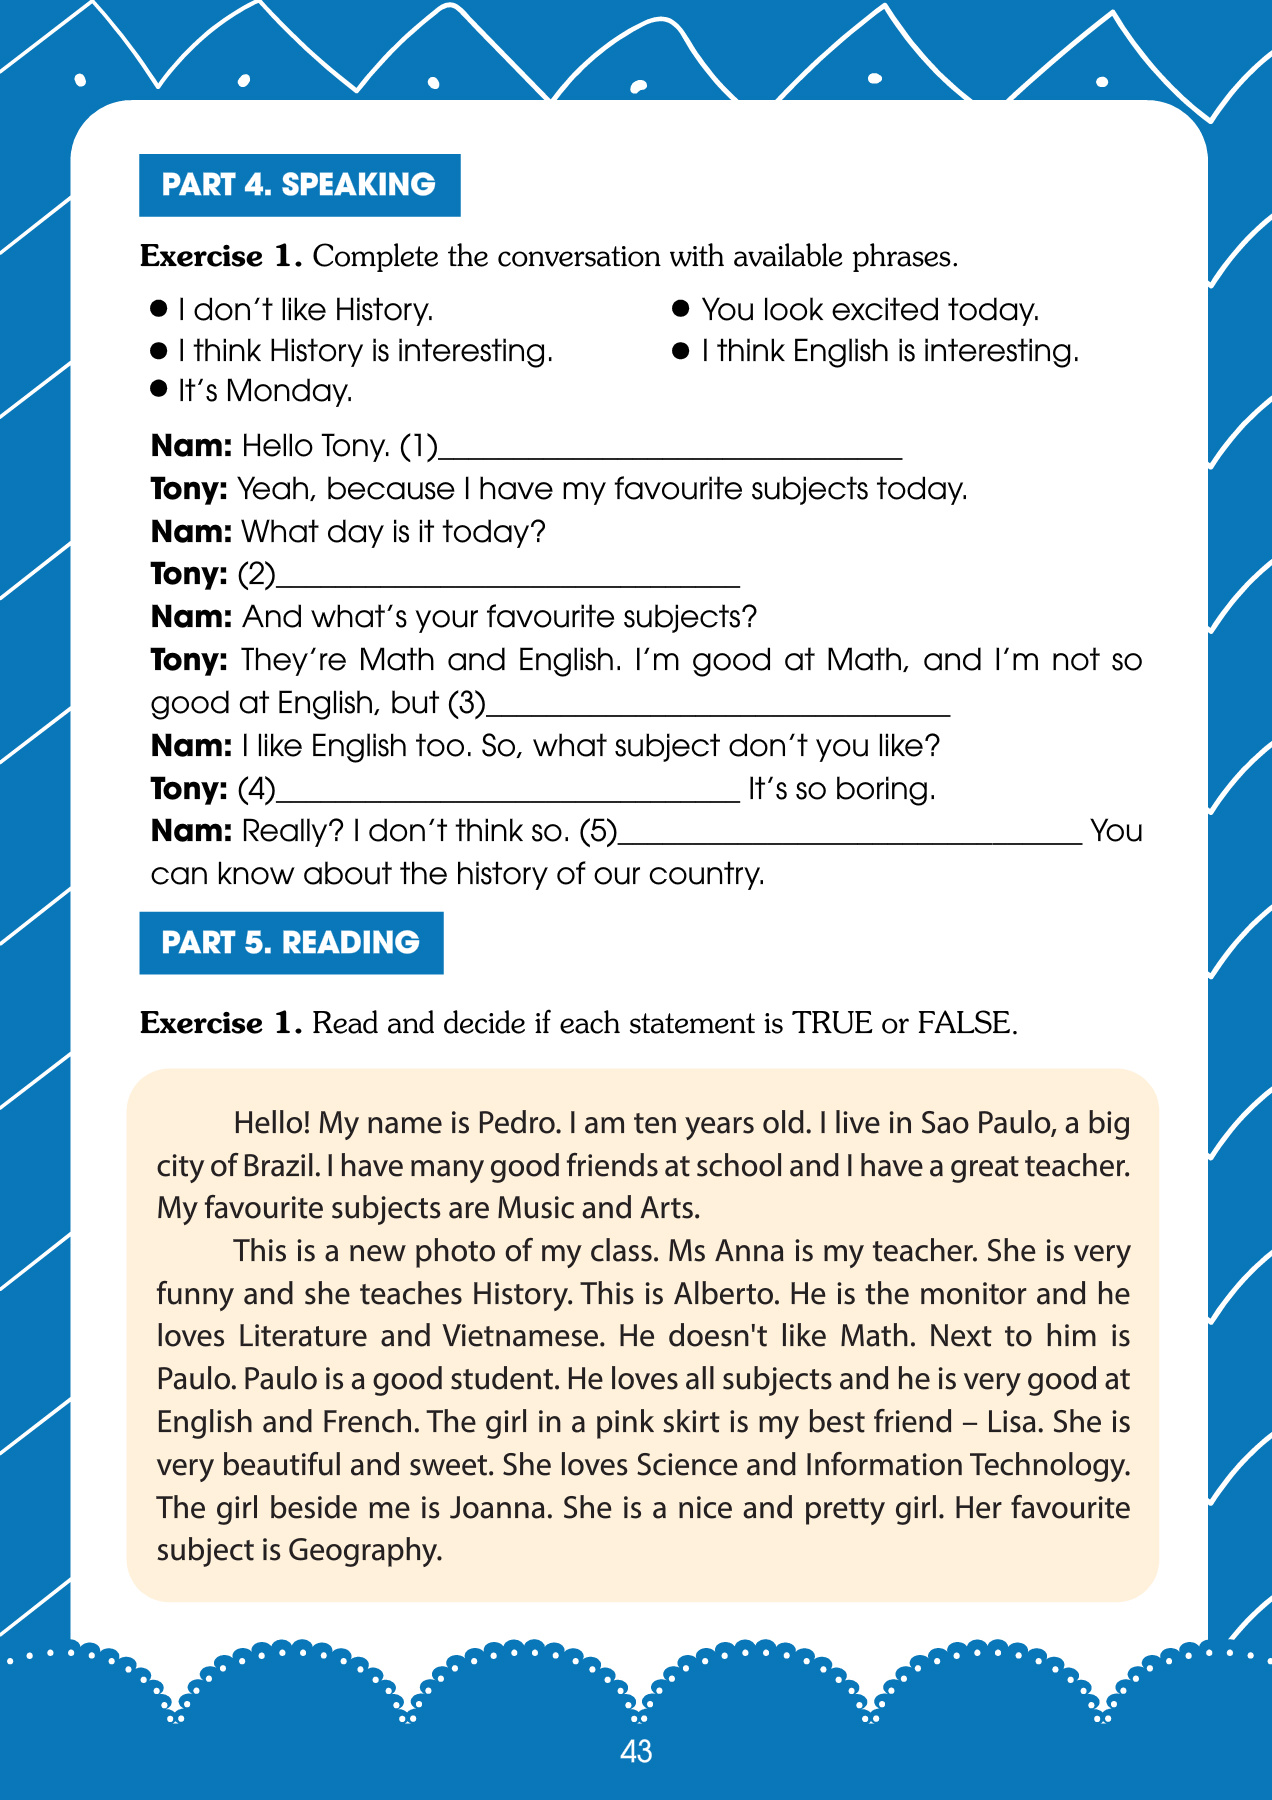 PART 4. SPEAKING
Exercise 1. Complete the conversation with available phrases.
● I don't like History.
● You look excited today.
● I think History is interesting.
● I think English is interesting.
● It's Monday.
Nam: Hello Tony. (1)_____________________________
Tony: Yeah, because I have my favourite subjects today.
Nam: What day is it today?
Tony: (2)_____________________________
Nam: And what's your favourite subjects?
Tony: They're Math and English. I'm good at Math, and I'm not so
good at English, but (3)_____________________________
Nam: I like English too. So, what subject don't you like?
Tony: (4)_____________________________ It's so boring.
Nam: Really? I don't think so. (5)_____________________________ You
can know about the history of our country.
PART 5. READING
Exercise 1. Read and decide if each statement is TRUE or FALSE.
Hello! My name is Pedro. I am ten years old. I live in Sao Paulo, a big
city of Brazil. I have many good friends at school and I have a great teacher.
My favourite subjects are Music and Arts.
This is a new photo of my class. Ms Anna is my teacher. She is very
funny and she teaches History. This is Alberto. He is the monitor and he
loves Literature and Vietnamese. He doesn't like Math. Next to him is
Paulo. Paulo is a good student. He loves all subjects and he is very good at
English and French. The girl in a pink skirt is my best friend – Lisa. She is
very beautiful and sweet. She loves Science and Information Technology.
The girl beside me is Joanna. She is a nice and pretty girl. Her favourite
subject is Geography.
43